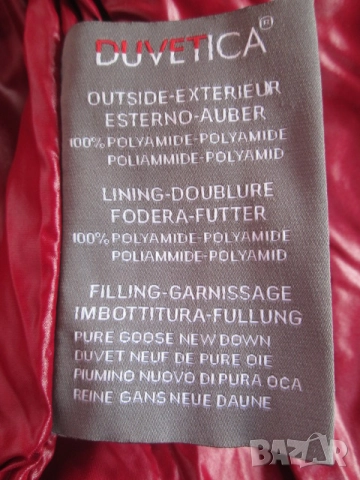 DUVETICA®
OUTSIDE-EXTERIEUR
ESTERNO-AUBER
100% POLYAMIDE-POLYAMIDE
POLIAMMIDE-POLYAMID
LINING-DOUBLURE
FODERA-FUTTER
100% POLYAMIDE-POLYAMIDE
POLIAMMIDE-POLYAMID
FILLING-GARNISSAGE
IMBOTTITURA-FULLUNG
PURE GOOSE NEW DOWN
DUVET NEUF DE PURE OIE
PIUMINO NUOVO DI PURA OCA
REINE GANS NEUE DAUNE
BAZAR